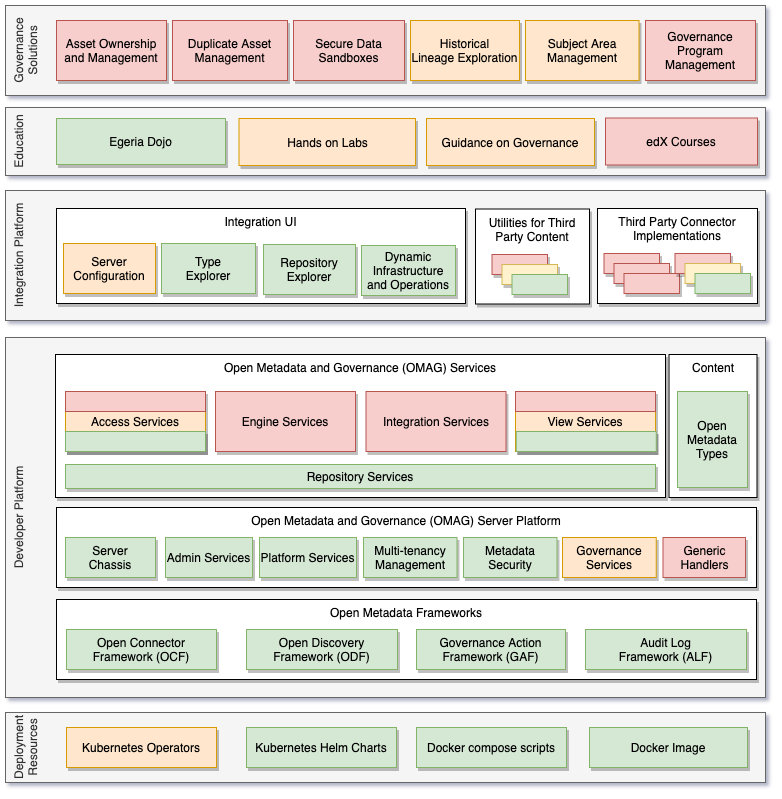 Governance
Solutions
Asset Ownership
and Management
Duplicate Asset
Management
Secure Data
Sandboxes
Historical
Lineage Exploration
Subject Area
Management
Governance
Program
Management
Education
Egeria Dojo
Hands on Labs
Guidance on Governance
edX Courses
Integration Platform
Integration UI
Server
Configuration
Type
Explorer
Repository
Explorer
Dynamic
Infrastructure
and Operations
Utilities for Third
Party Content
Third Party Connector
Implementations
Developer Platform
Open Metadata and Governance (OMAG) Services
Access Services
Engine Services
Integration Services
View Services
Repository Services
Content
Open
Metadata
Types
Open Metadata and Governance (OMAG) Server Platform
Server
Chassis
Admin Services
Platform Services
Multi-tenancy
Management
Metadata
Security
Governance
Services
Generic
Handlers
Open Metadata Frameworks
Open Connector
Framework (OCF)
Open Discovery
Framework (ODF)
Governance Action
Framework (GAF)
Audit Log
Framework (ALF)
Deployment
Resources
Kubernetes Operators
Kubernetes Helm Charts
Docker compose scripts
Docker Image